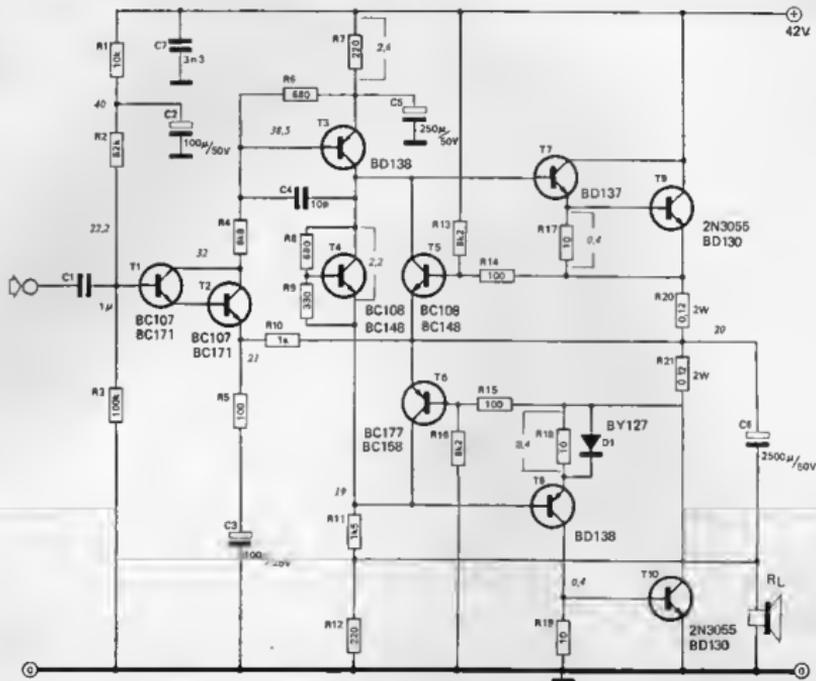 42V
R1
10k
C7
3n3
R7
220
2,6
R6
680
C5
250µ/
50V
40
C2
100µ/50V
R2
82k
38,5
T3
BD138
T7
BD137
T9
2N3055
BD130
C4
10p
R4
8k8
R13
8k2
R17
10
0,4
22,2
32
R8
680
T4
2,2
T5
R14
100
T1
T2
C1
1µ
BC107
BC171
BC107
BC171
R9
330
BC108
BC148
BC108
BC148
R20
0,12
2W
20
R10
1k
21
R21
0,12
2W
R3
100k
R5
100
T6
R15
100
BC177
BC158
R16
8k2
0,4
R18
10
BY127
D1
C6
2500µ/50V
19
T8
BD138
R11
1k5
C3
100
0,4
T10
RL
R12
220
R19
10
2N3055
BD130
0
0